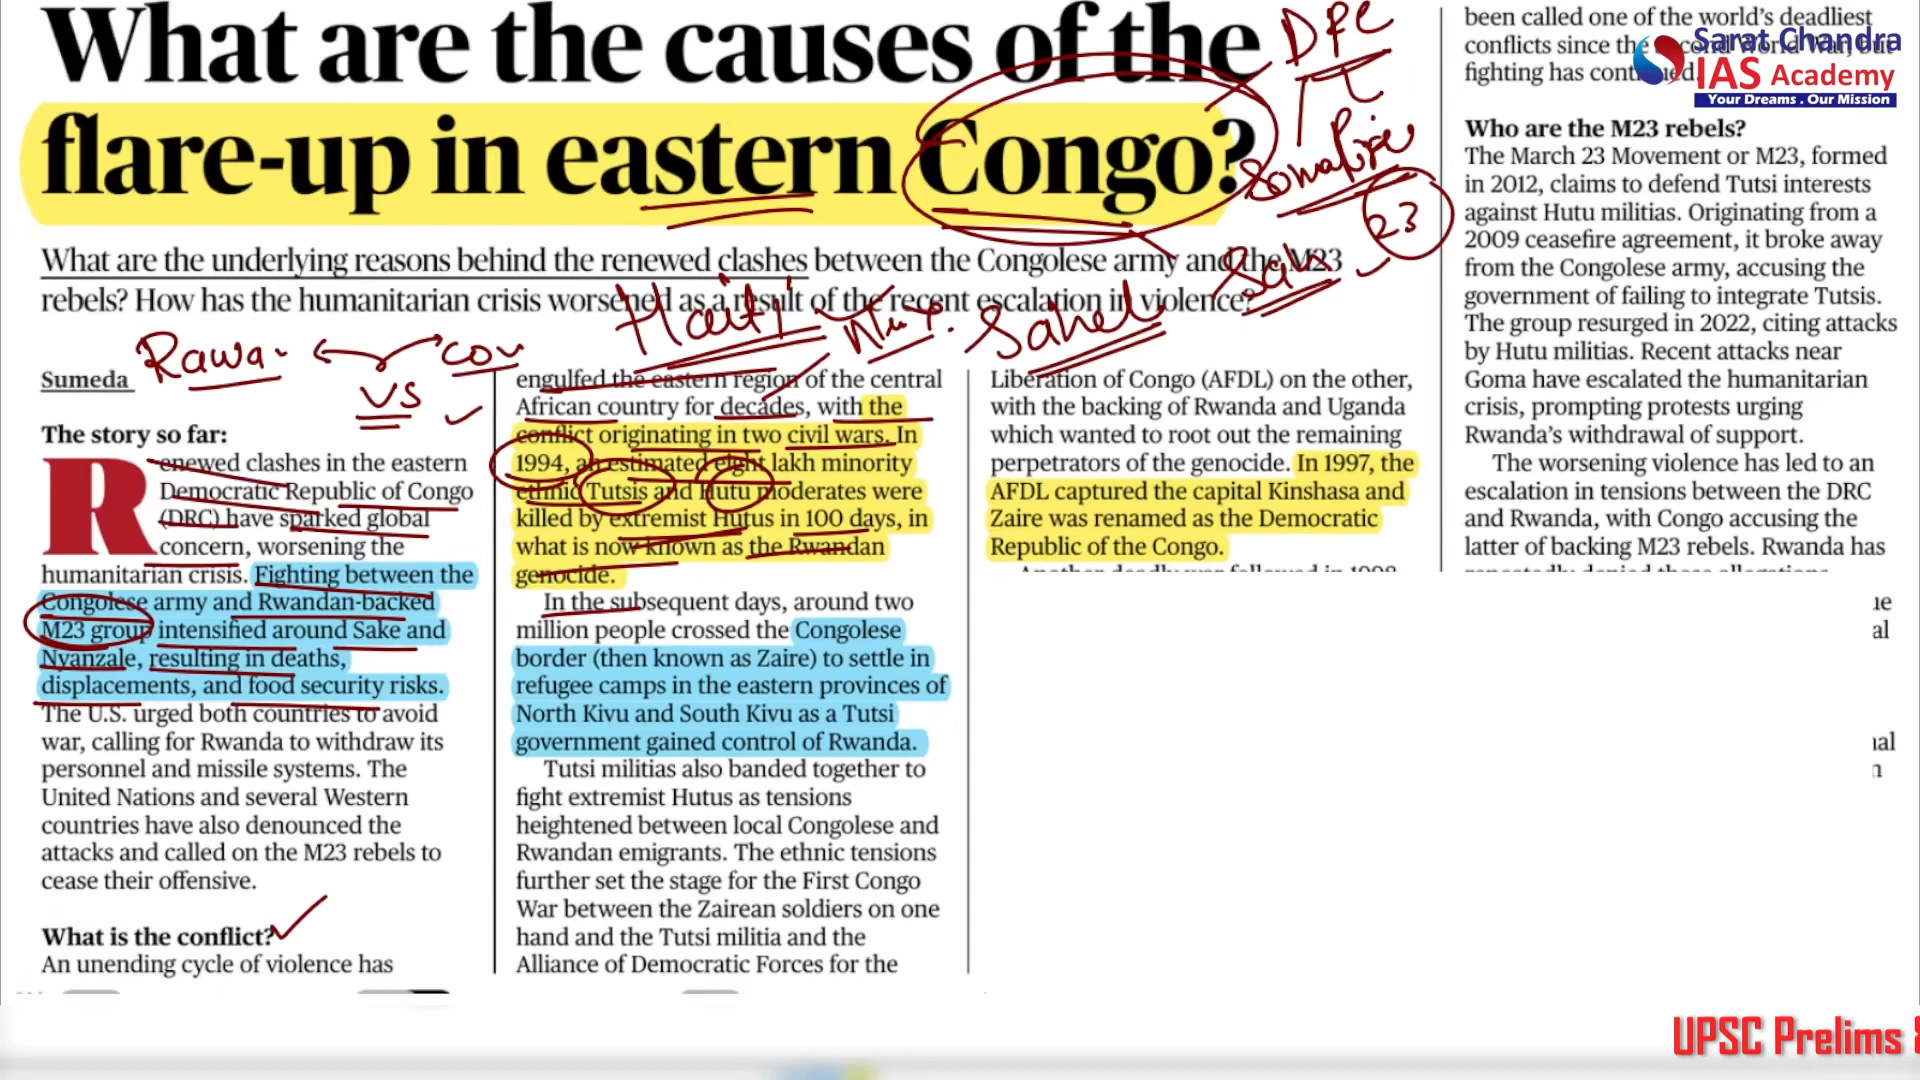 What are the causes of the
flare-up in eastern Congo?
What are the underlying reasons behind the renewed clashes between the Congolese army and the M23
rebels? How has the humanitarian crisis worsened as a result of the recent escalation in violence?
Sumeda
The story so far:
Renewed clashes in the eastern
Democratic Republic of Congo
(DRC) have sparked global
concern, worsening the
humanitarian crisis. Fighting between the
Congolese army and Rwandan-backed
M23 group intensified around Sake and
Nyanzale, resulting in deaths,
displacements, and food security risks.
The U.S. urged both countries to avoid
war, calling for Rwanda to withdraw its
personnel and missile systems. The
United Nations and several Western
countries have also denounced the
attacks and called on the M23 rebels to
cease their offensive.
What is the conflict?
An unending cycle of violence has
engulfed the eastern region of the central
African country for decades, with the
conflict originating in two civil wars. In
1994, an estimated eight lakh minority
ethnic Tutsis and Hutu moderates were
killed by extremist Hutus in 100 days, in
what is now known as the Rwandan
genocide.
In the subsequent days, around two
million people crossed the Congolese
border (then known as Zaire) to settle in
refugee camps in the eastern provinces of
North Kivu and South Kivu as a Tutsi
government gained control of Rwanda.
Tutsi militias also banded together to
fight extremist Hutus as tensions
heightened between local Congolese and
Rwandan emigrants. The ethnic tensions
further set the stage for the First Congo
War between the Zairean soldiers on one
hand and the Tutsi militia and the
Alliance of Democratic Forces for the
Liberation of Congo (AFDL) on the other,
with the backing of Rwanda and Uganda
which wanted to root out the remaining
perpetrators of the genocide. In 1997, the
AFDL captured the capital Kinshasa and
Zaire was renamed as the Democratic
Republic of the Congo.
been called one of the world's deadliest
conflicts since the Second World War, but
fighting has continued.
Who are the M23 rebels?
The March 23 Movement or M23, formed
in 2012, claims to defend Tutsi interests
against Hutu militias. Originating from a
2009 ceasefire agreement, it broke away
from the Congolese army, accusing the
government of failing to integrate Tutsis.
The group resurged in 2022, citing attacks
by Hutu militias. Recent attacks near
Goma have escalated the humanitarian
crisis, prompting protests urging
Rwanda's withdrawal of support.
The worsening violence has led to an
escalation in tensions between the DRC
and Rwanda, with Congo accusing the
latter of backing M23 rebels. Rwanda has
Sarat Chandra
IAS Academy
Your Dreams . Our Mission
23
Haiti
Sahel
Rawa
vs
UPSC Prelims